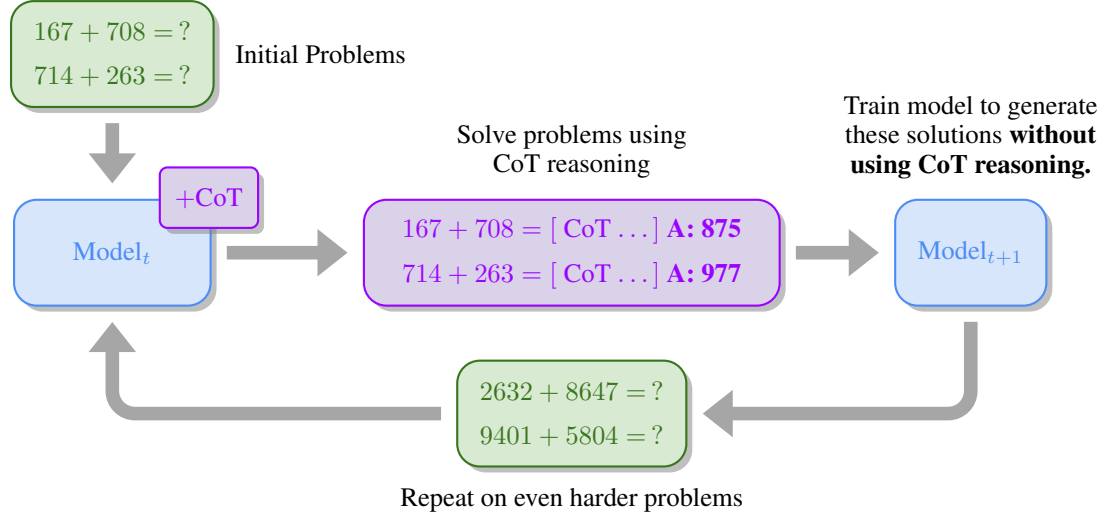 167 + 708 = ?
714 + 263 = ?
Initial Problems
Train model to generate
these solutions without
using CoT reasoning.
Solve problems using
CoT reasoning
+CoT
Model_t
167 + 708 = [ CoT … ] A: 875
714 + 263 = [ CoT … ] A: 977
Model_{t+1}
2632 + 8647 = ?
9401 + 5804 = ?
Repeat on even harder problems